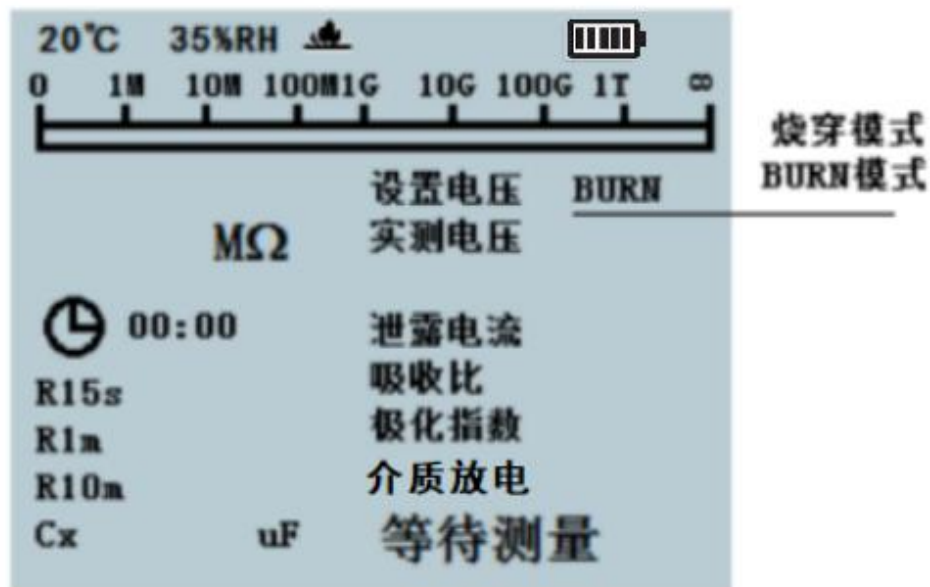 20℃ 35%RH
0 1M 10M 100M 1G 10G 100G 1T ∞
烧穿模式
BURN模式
设置电压 BURN
MΩ 实测电压
00:00 泄露电流
R15s 吸收比
R1m 极化指数
R10m 介质放电
Cx uF 等待测量